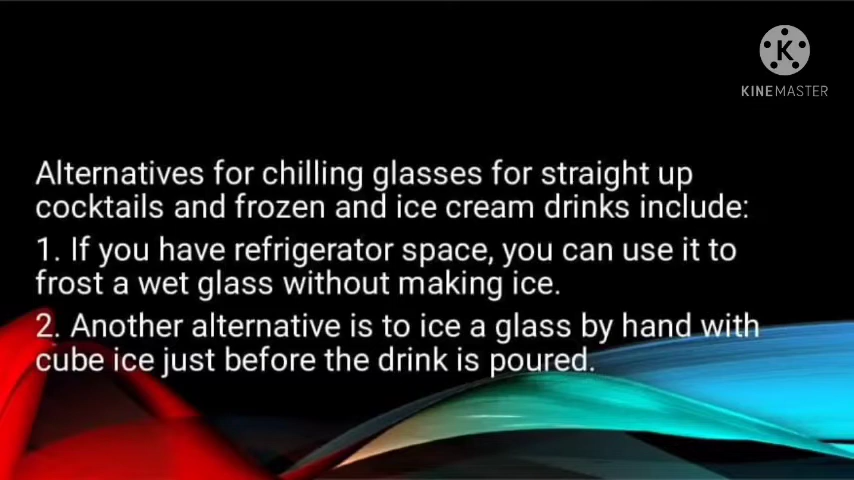 K
KINEMASTER
Alternatives for chilling glasses for straight up
cocktails and frozen and ice cream drinks include:
1. If you have refrigerator space, you can use it to
frost a wet glass without making ice.
2. Another alternative is to ice a glass by hand with
cube ice just before the drink is poured.